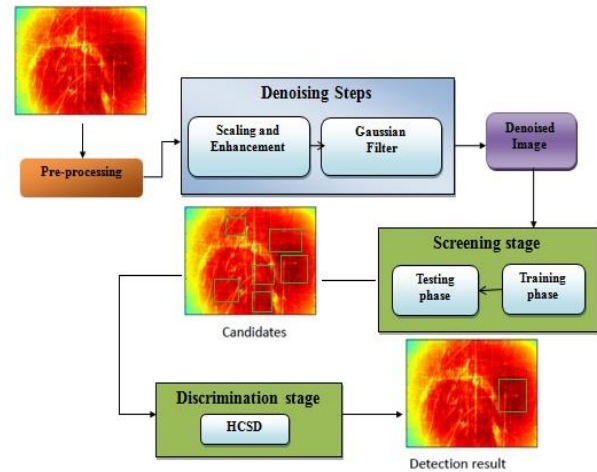 Denoising Steps
Scaling and
Enhancement
Gaussian
Filter
Denoised
Image
Pre-processing
Screening stage
Testing
phase
Training
phase
Candidates
Discrimination stage
HCSD
Detection result